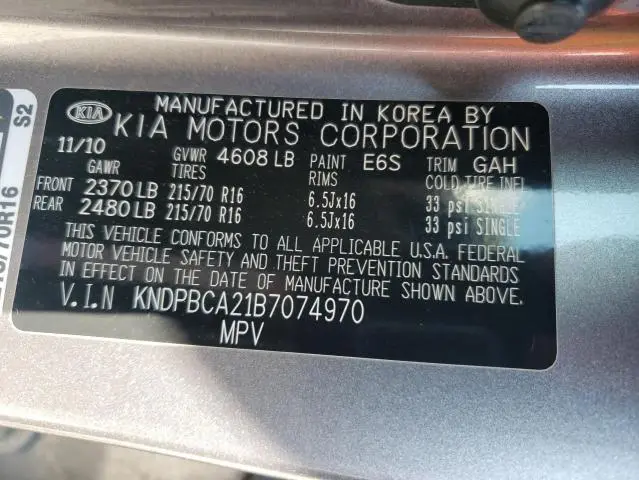 KIA MANUFACTURED IN KOREA BY
KIA MOTORS CORPORATION
11/10 GVWR 4608 LB PAINT E6S TRIM GAH
GAWR TIRES RIMS COLD TIRE INFL
FRONT 2370 LB 215/70 R16 6.5Jx16 33 psi SINGLE
REAR 2480 LB 215/70 R16 6.5Jx16 33 psi SINGLE
THIS VEHICLE CONFORMS TO ALL APPLICABLE U.S.A. FEDERAL
MOTOR VEHICLE SAFETY AND THEFT PREVENTION STANDARDS
IN EFFECT ON THE DATE OF MANUFACTURE SHOWN ABOVE.
V.I.N KNDPBCA21B7074970
MPV
S2
70R16